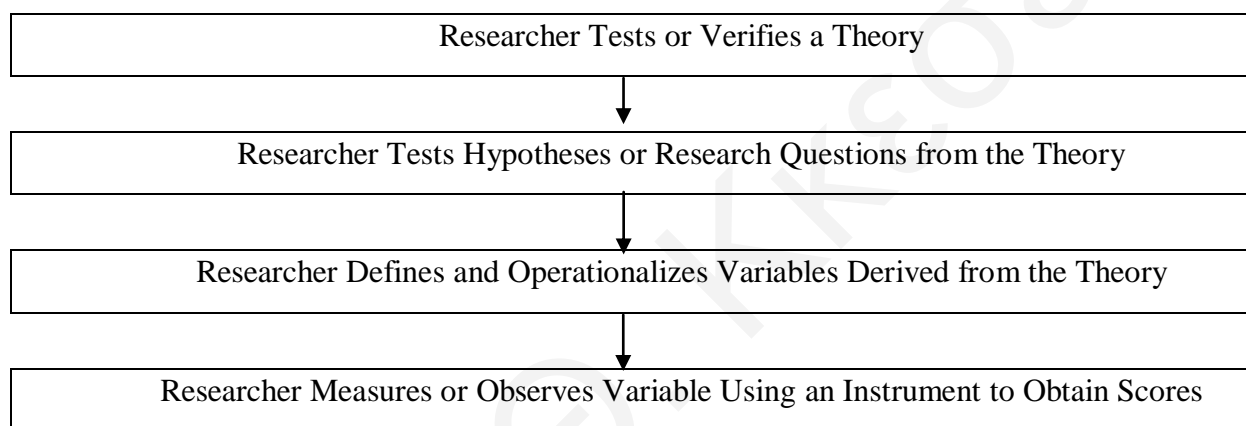 Researcher Tests or Verifies a Theory
Researcher Tests Hypotheses or Research Questions from the Theory
Researcher Defines and Operationalizes Variables Derived from the Theory
Researcher Measures or Observes Variable Using an Instrument to Obtain Scores